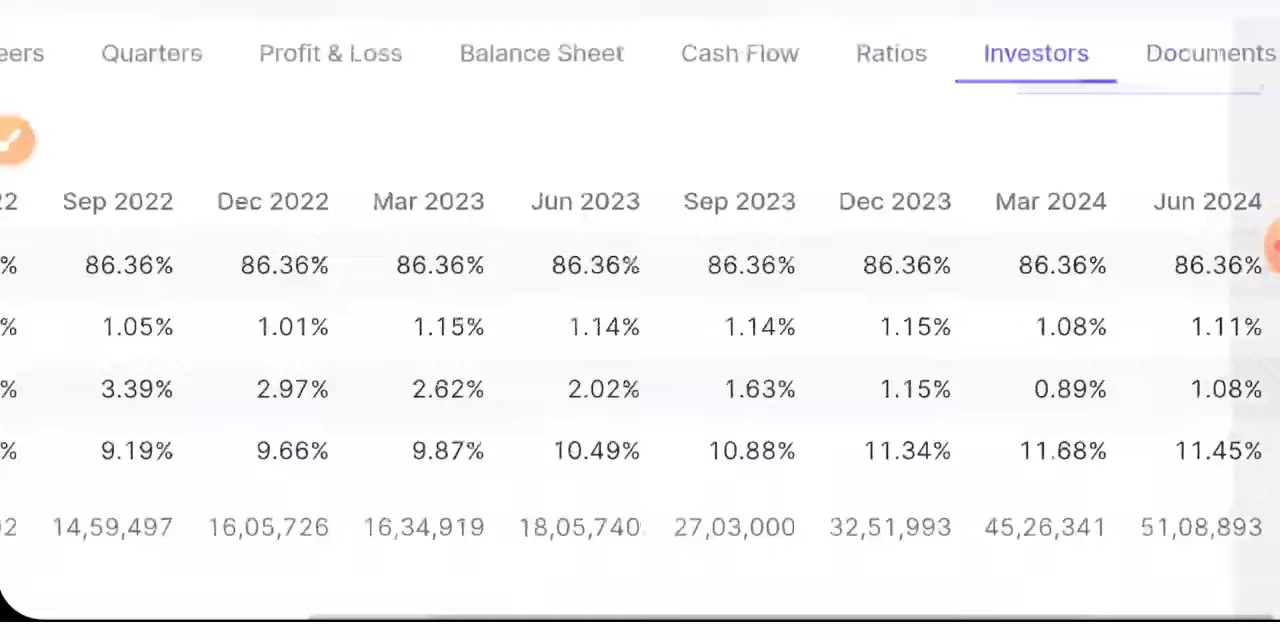 eers Quarters Profit & Loss Balance Sheet Cash Flow Ratios Investors Documents
22 Sep 2022 Dec 2022 Mar 2023 Jun 2023 Sep 2023 Dec 2023 Mar 2024 Jun 2024
% 86.36% 86.36% 86.36% 86.36% 86.36% 86.36% 86.36% 86.36%
% 1.05% 1.01% 1.15% 1.14% 1.14% 1.15% 1.08% 1.11%
% 3.39% 2.97% 2.62% 2.02% 1.63% 1.15% 0.89% 1.08%
% 9.19% 9.66% 9.87% 10.49% 10.88% 11.34% 11.68% 11.45%
02 14,59,497 16,05,726 16,34,919 18,05,740 27,03,000 32,51,993 45,26,341 51,08,893